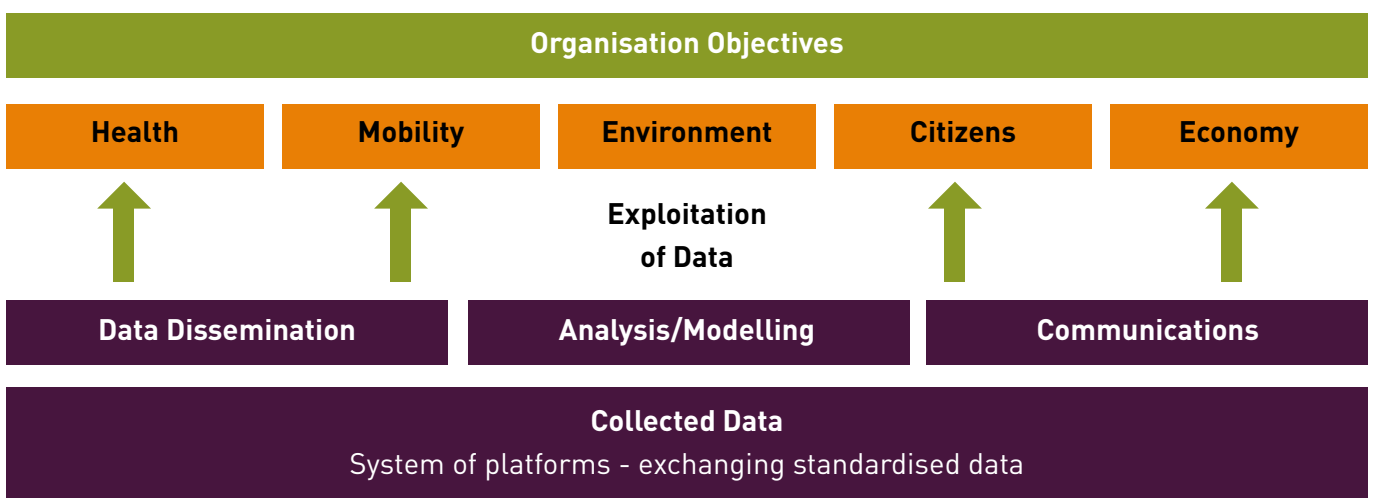 Organisation Objectives
Health
Mobility
Environment
Citizens
Economy
Exploitation
of Data
Data Dissemination
Analysis/Modelling
Communications
Collected Data
System of platforms - exchanging standardised data